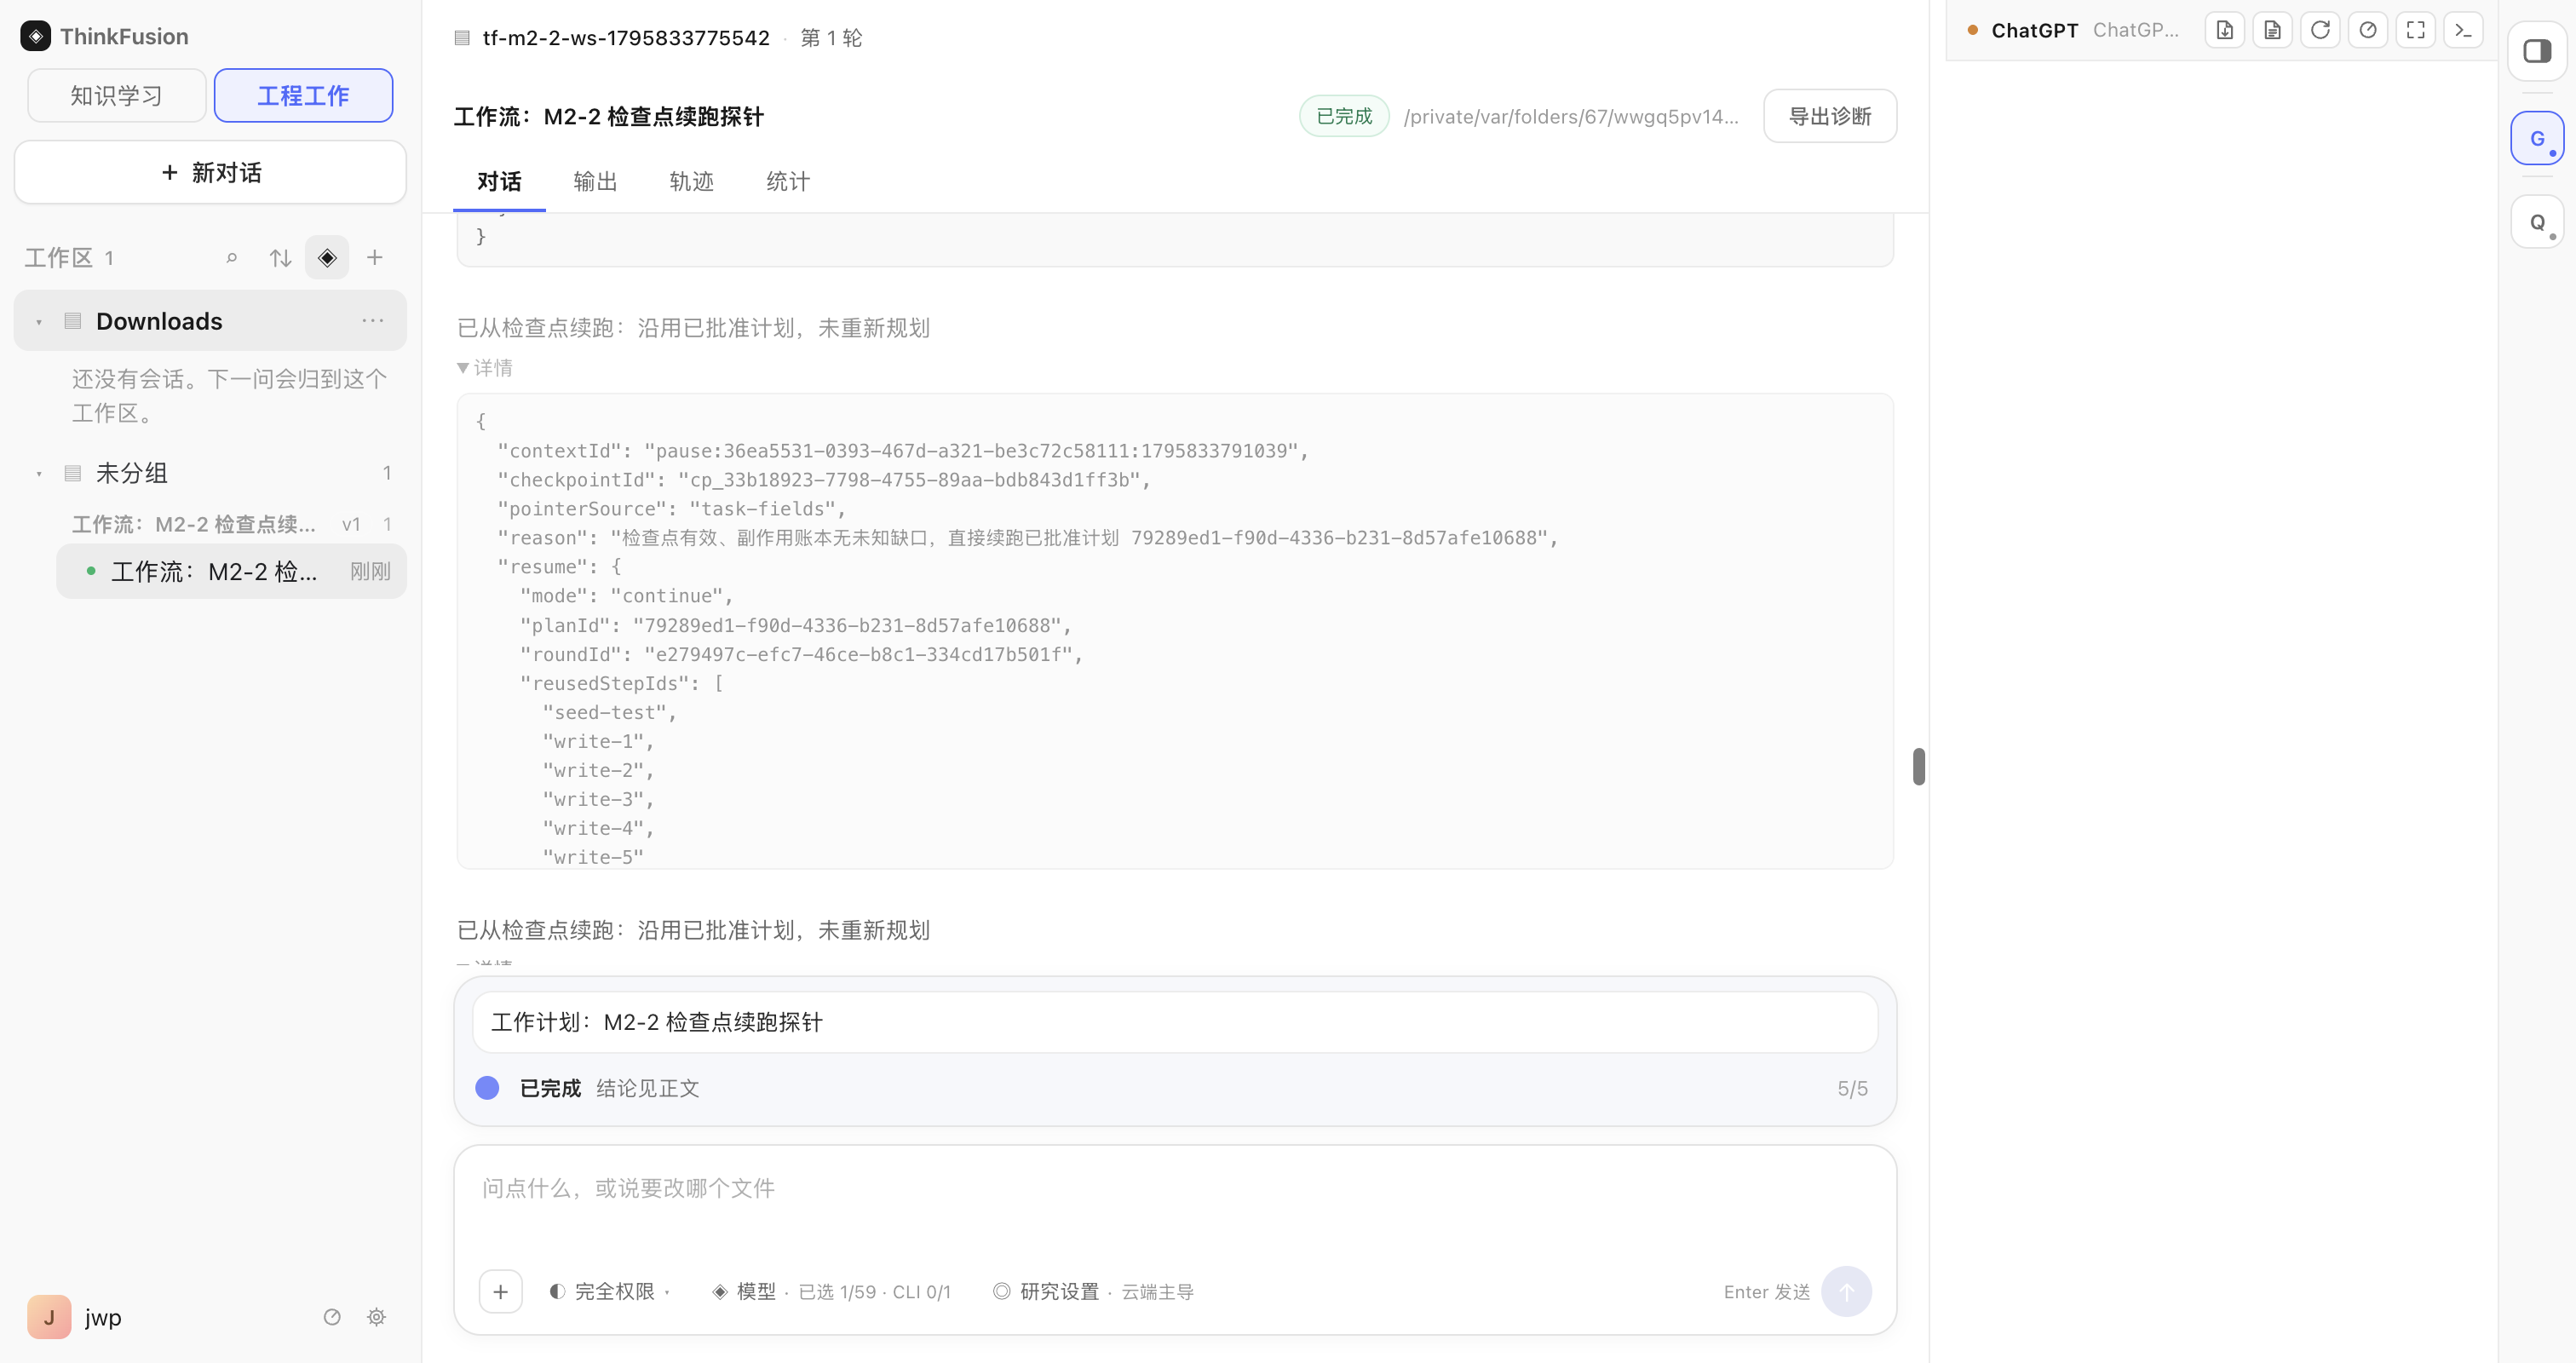 ThinkFusion
知识学习
工程工作
+ 新对话
工作区 1
Downloads
还没有会话。下一问会归到这个
工作区。
未分组 1
工作流：M2-2 检查点续... v1 1
工作流：M2-2 检... 刚刚
J jwp
tf-m2-2-ws-1795833775542 · 第 1 轮
工作流：M2-2 检查点续跑探针
已完成 /private/var/folders/67/wwgq5pv14... 导出诊断
对话 输出 轨迹 统计
}
已从检查点续跑：沿用已批准计划，未重新规划
▼详情
{
"contextId": "pause:36ea5531-0393-467d-a321-be3c72c58111:1795833791039",
"checkpointId": "cp_33b18923-7798-4755-89aa-bdb843d1ff3b",
"pointerSource": "task-fields",
"reason": "检查点有效、副作用账本无未知缺口，直接续跑已批准计划 79289ed1-f90d-4336-b231-8d57afe10688",
"resume": {
"mode": "continue",
"planId": "79289ed1-f90d-4336-b231-8d57afe10688",
"roundId": "e279497c-efc7-46ce-b8c1-334cd17b501f",
"reusedStepIds": [
"seed-test",
"write-1",
"write-2",
"write-3",
"write-4",
"write-5"
已从检查点续跑：沿用已批准计划，未重新规划
工作计划：M2-2 检查点续跑探针
已完成 结论见正文 5/5
问点什么，或说要改哪个文件
+ 完全权限 模型 · 已选 1/59 · CLI 0/1 研究设置 · 云端主导 Enter 发送
ChatGPT ChatGP...
G
Q